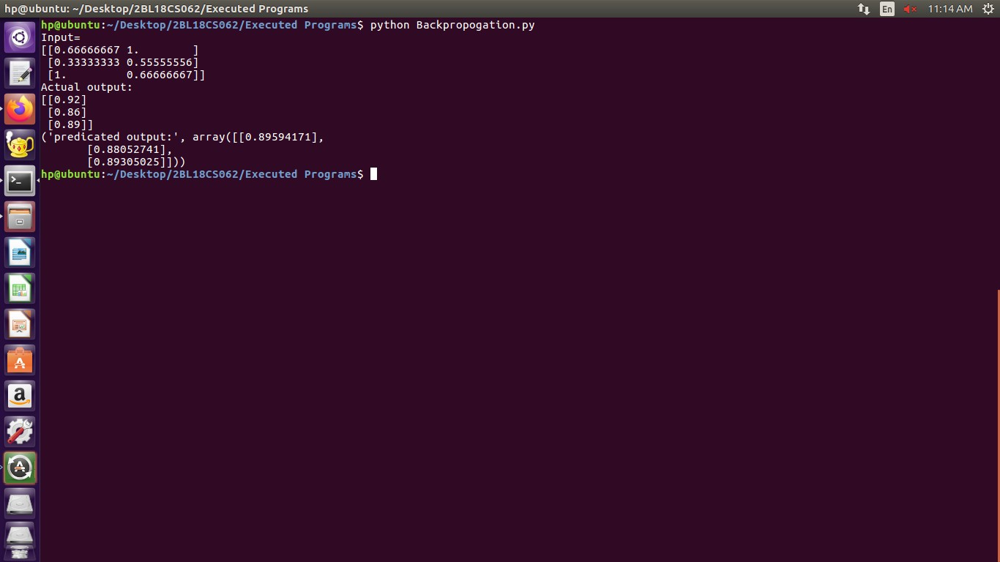 hp@ubuntu: ~/Desktop/2BL18CS062/Executed Programs
En
11:14 AM
hp@ubuntu:~/Desktop/2BL18CS062/Executed Programs$ python Backpropogation.py
Input=
[[0.66666667 1.        ]
 [0.33333333 0.55555556]
 [1.         0.66666667]]
Actual output:
[[0.92]
 [0.86]
 [0.89]]
('predicated output:', array([[0.89594171],
       [0.88052741],
       [0.89305025]]))
hp@ubuntu:~/Desktop/2BL18CS062/Executed Programs$